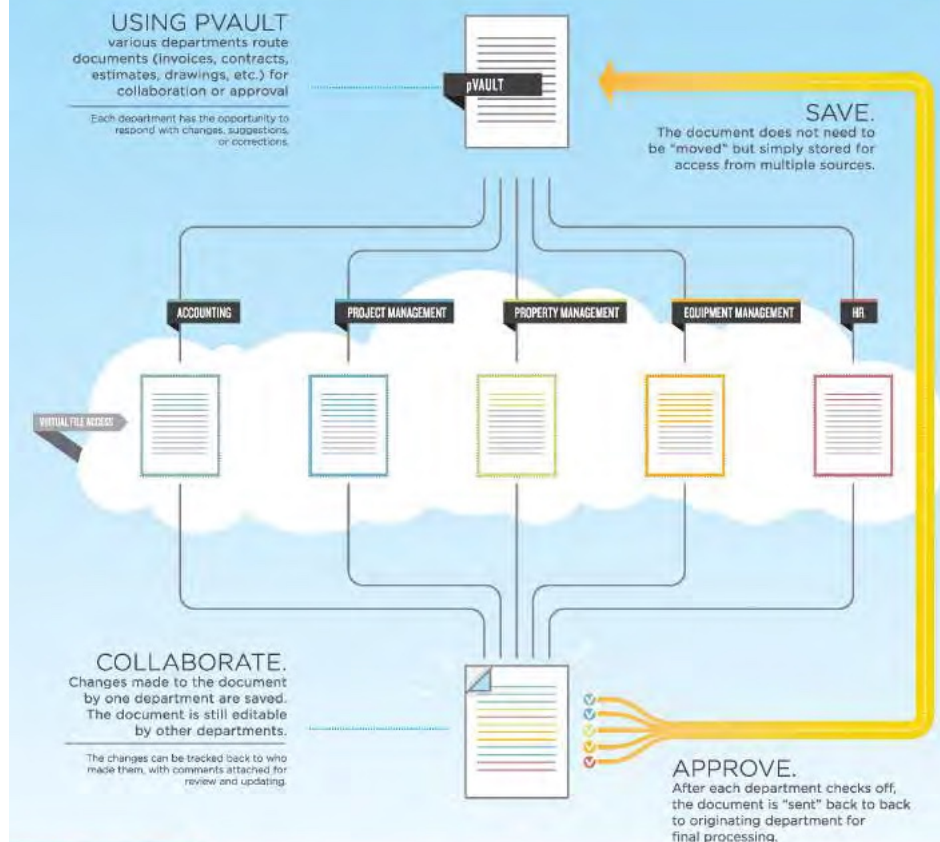 USING PVAULT
various departments route
documents (invoices, contracts,
estimates, drawings, etc.) for
collaboration or approval
Each department has the opportunity to
respond with changes, suggestions,
or corrections.
pVAULT
SAVE.
The document does not need to
be "moved" but simply stored for
access from multiple sources.
ACCOUNTING
PROJECT MANAGEMENT
PROPERTY MANAGEMENT
EQUIPMENT MANAGEMENT
HR
VIRTUAL FILE ACCESS
COLLABORATE.
Changes made to the document
by one department are saved.
The document is still editable
by other departments.
The changes can be tracked back to who
made them, with comments attached for
review and updating.
APPROVE.
After each department checks off,
the document is "sent" back to back
to originating department for
final processing.